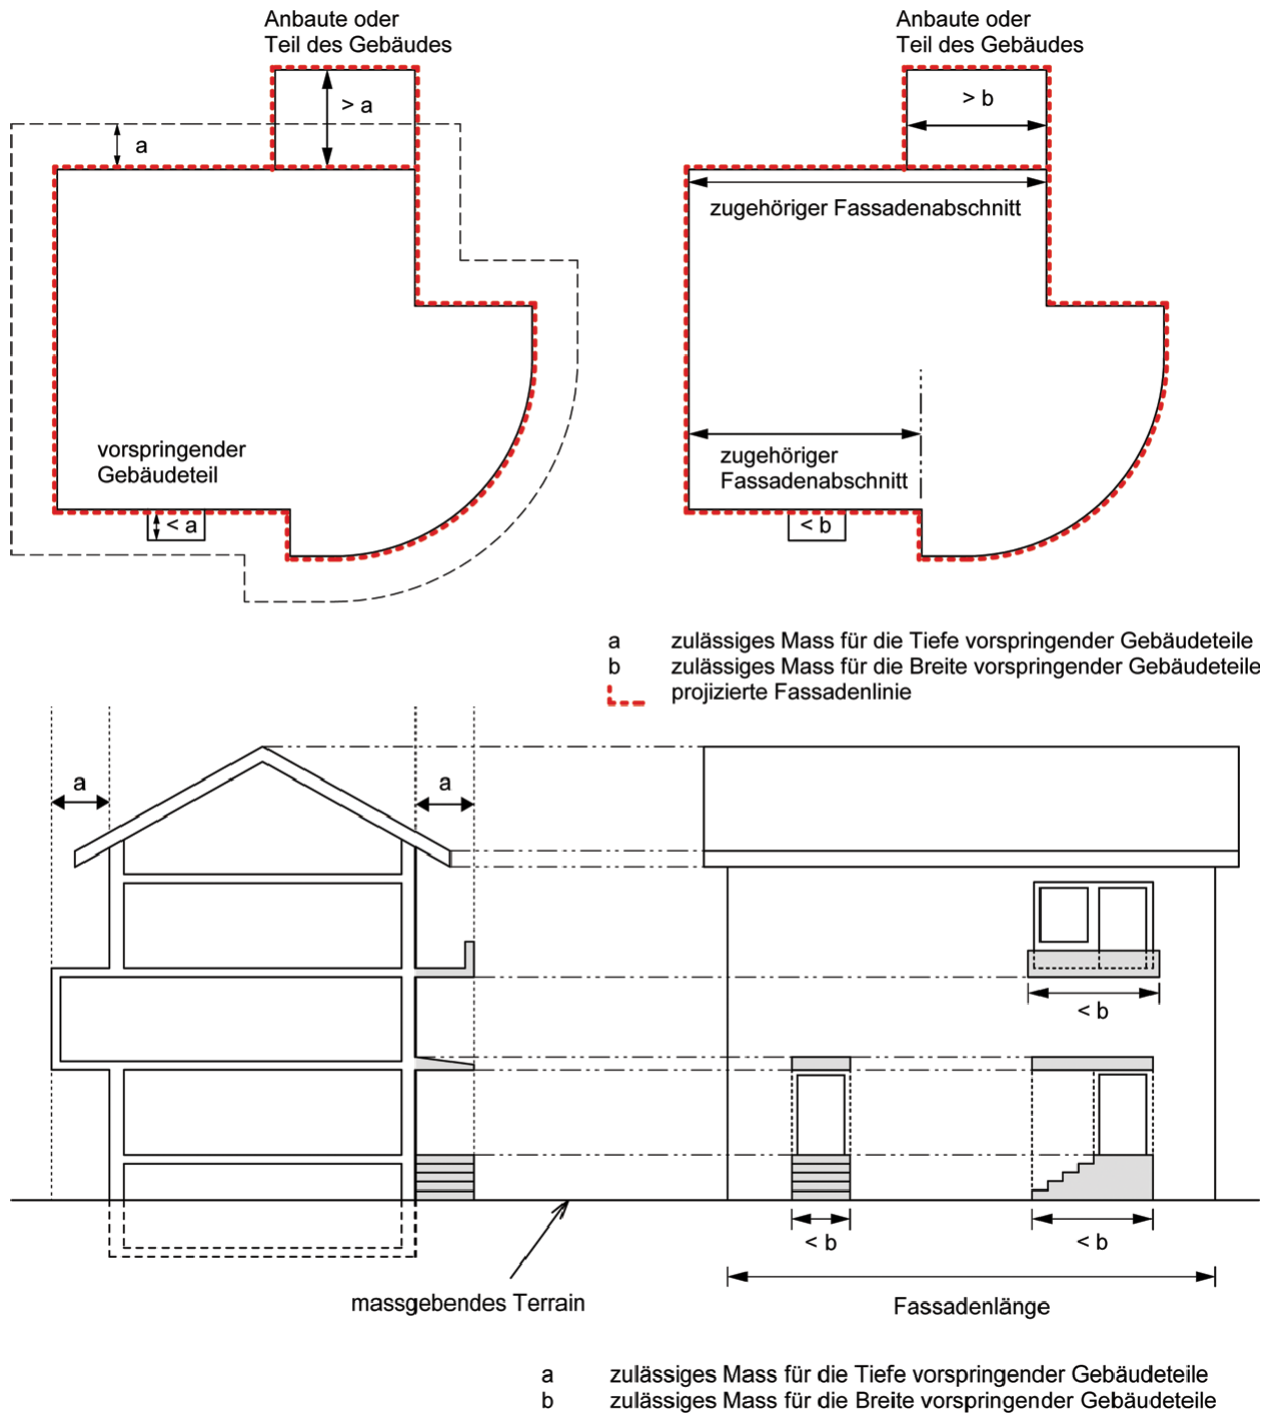 Anbaute oder
Teil des Gebäudes
> a
a
vorspringender
Gebäudeteil
< a
Anbaute oder
Teil des Gebäudes
> b
zugehöriger Fassadenabschnitt
zugehöriger
Fassadenabschnitt
< b
a zulässiges Mass für die Tiefe vorspringender Gebäudeteile
b zulässiges Mass für die Breite vorspringender Gebäudeteile
projizierte Fassadenlinie
a
a
< b
< b
< b
massgebendes Terrain
Fassadenlänge
a zulässiges Mass für die Tiefe vorspringender Gebäudeteile
b zulässiges Mass für die Breite vorspringender Gebäudeteile